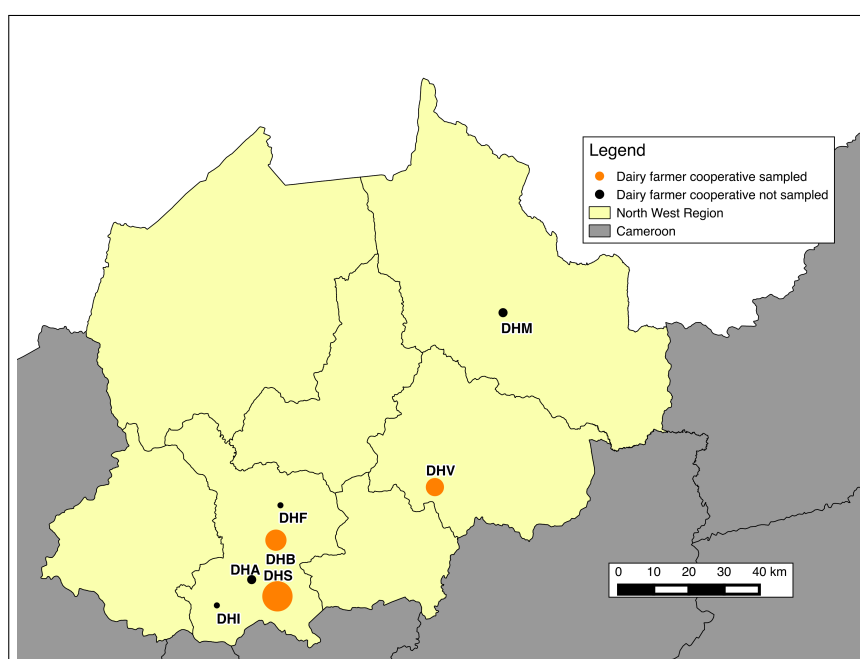 Legend
Dairy farmer cooperative sampled
Dairy farmer cooperative not sampled
North West Region
Cameroon
DHM
DHV
DHF
DHB
DHA
DHS
DHI
0 10 20 30 40 km